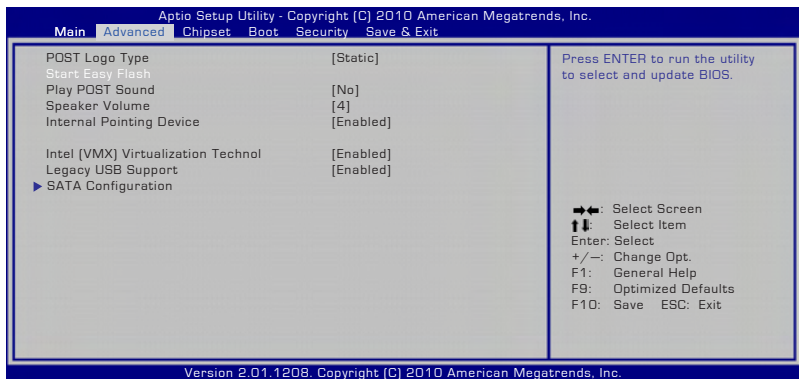 Aptio Setup Utility - Copyright (C) 2010 American Megatrends, Inc.
Main Advanced Chipset Boot Security Save & Exit
POST Logo Type [Static]
Start Easy Flash
Play POST Sound [No]
Speaker Volume [4]
Internal Pointing Device [Enabled]
Intel (VMX) Virtualization Technol [Enabled]
Legacy USB Support [Enabled]
SATA Configuration
Press ENTER to run the utility
to select and update BIOS.
→←: Select Screen
↑↓: Select Item
Enter: Select
+/—: Change Opt.
F1: General Help
F9: Optimized Defaults
F10: Save ESC: Exit
Version 2.01.1208. Copyright (C) 2010 American Megatrends, Inc.